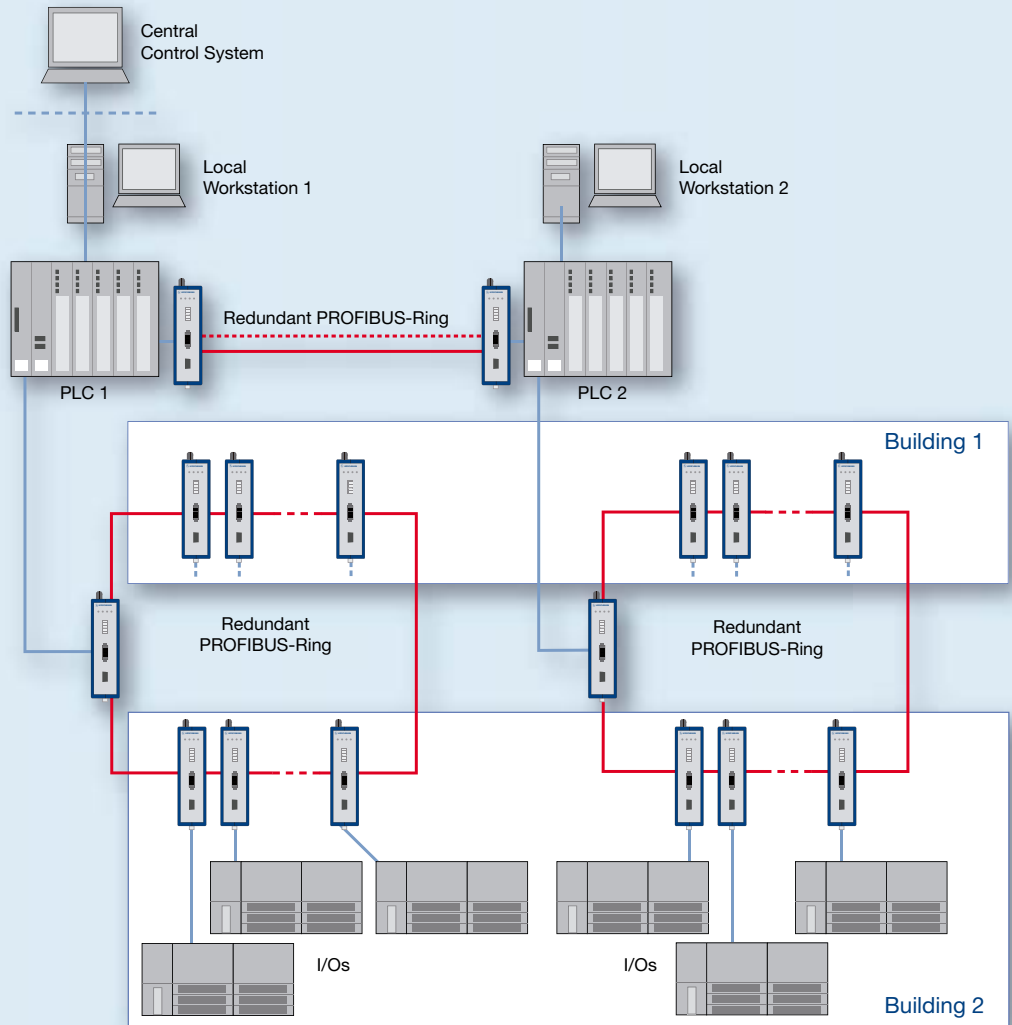 Central
Control System
Local
Workstation 1
Local
Workstation 2
Redundant PROFIBUS-Ring
PLC 1
PLC 2
Building 1
Redundant
PROFIBUS-Ring
Redundant
PROFIBUS-Ring
I/Os
I/Os
Building 2